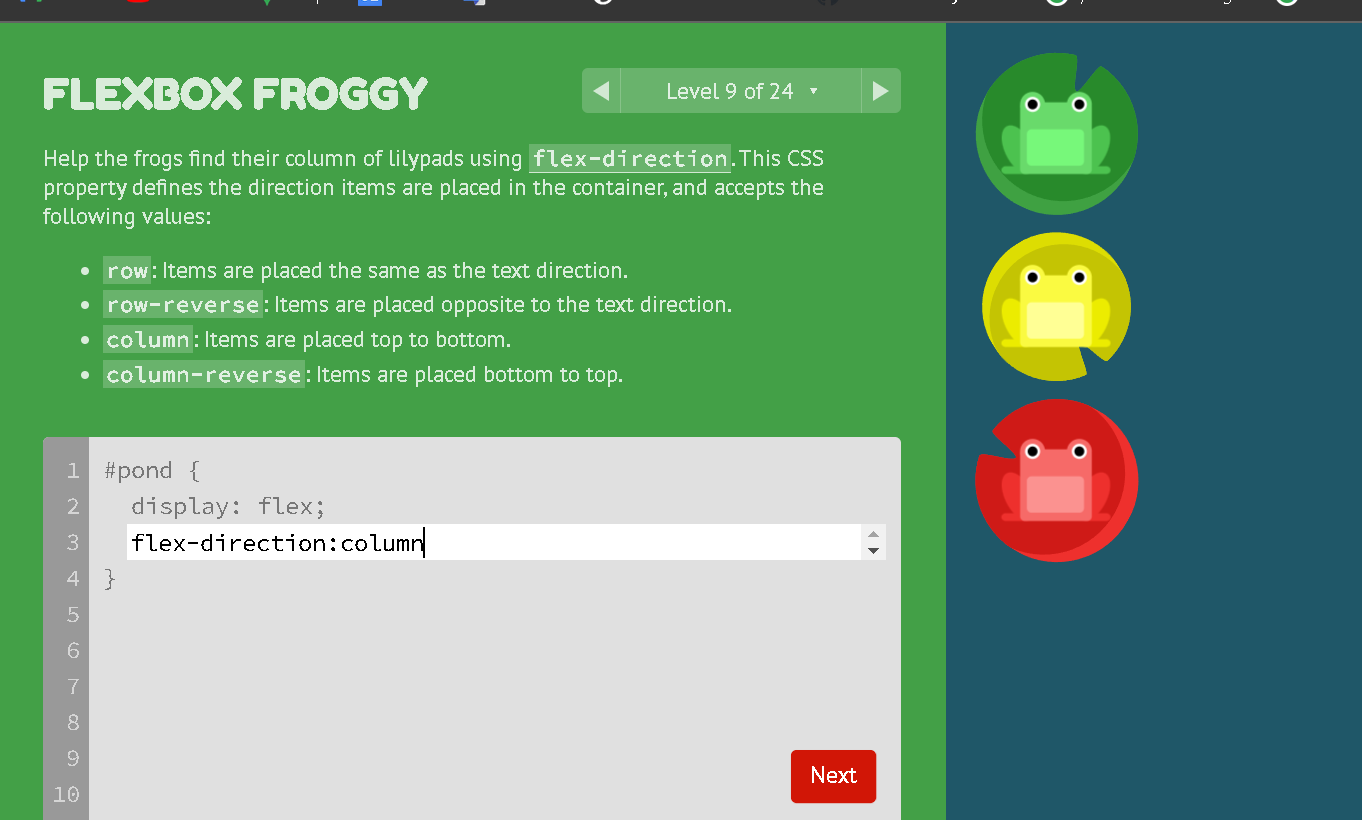 FLEXBOX FROGGY
Level 9 of 24
Help the frogs find their column of lilypads using flex-direction. This CSS
property defines the direction items are placed in the container, and accepts the
following values:
row: Items are placed the same as the text direction.
row-reverse: Items are placed opposite to the text direction.
column: Items are placed top to bottom.
column-reverse: Items are placed bottom to top.
1 #pond {
2 display: flex;
3 flex-direction:column
4 }
5
6
7
8
9
10
Next